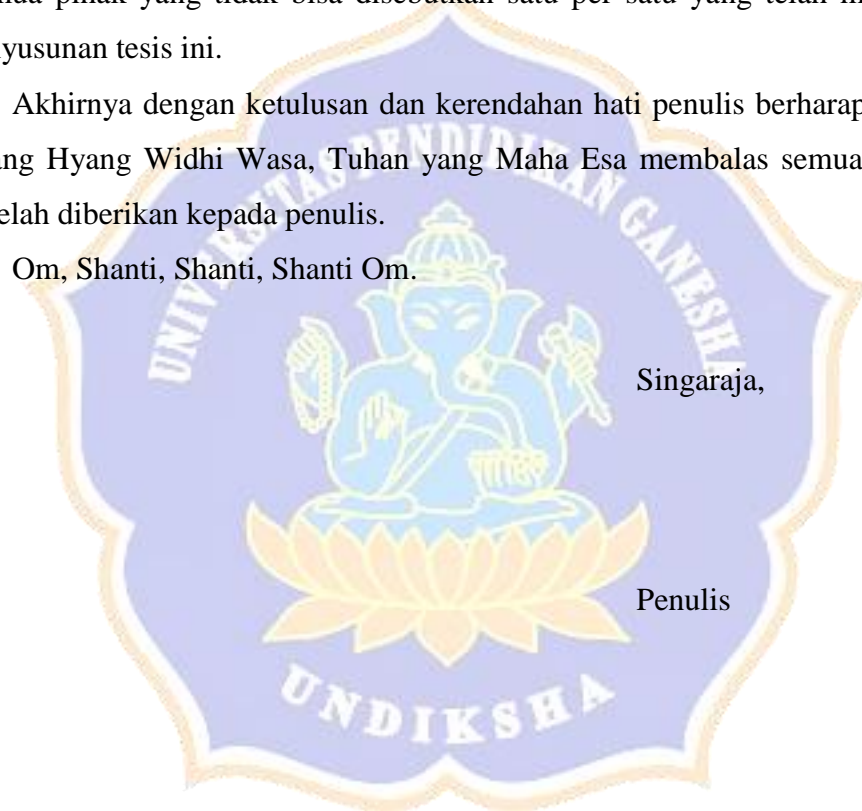 pihak yang tidak bisa disebutkan satu per satu yang telah
tesis ini.
Akhirnya dengan ketulusan dan kerendahan hati penulis berharap
Hyang Widhi Wasa, Tuhan yang Maha Esa membalas semua
telah diberikan kepada penulis.
Om, Shanti, Shanti, Shanti Om.
UNIVERSITAS PENDIDIKAN GANESHA
Singaraja,
Penulis
UNDIKSHA